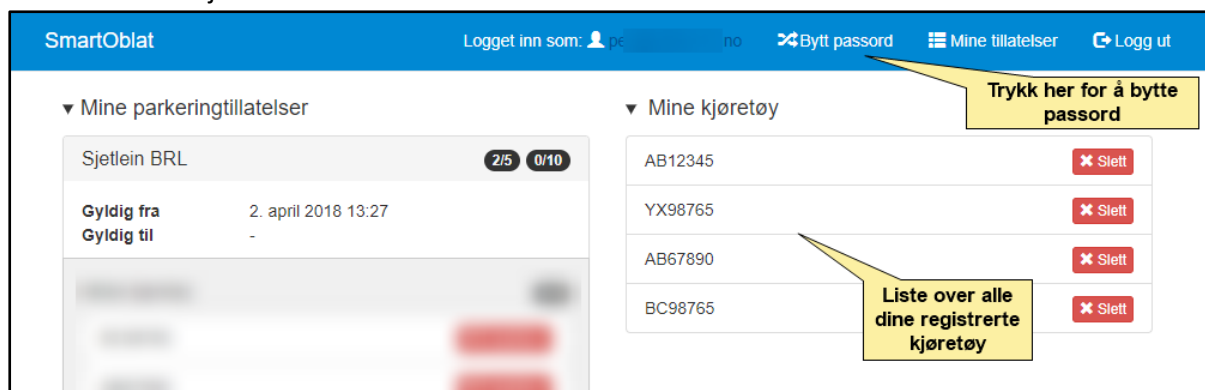 SmartOblat Logget inn som: Bytt passord Mine tillatelser Logg ut
Trykk her for å bytte
passord
Mine parkeringtillatelser
Sjetlein BRL 2/5 0/10
Gyldig fra 2. april 2018 13:27
Gyldig til -
Mine kjøretøy
AB12345 Slett
YX98765 Slett
AB67890 Slett
BC98765 Slett
Liste over alle
dine registrerte
kjøretøy